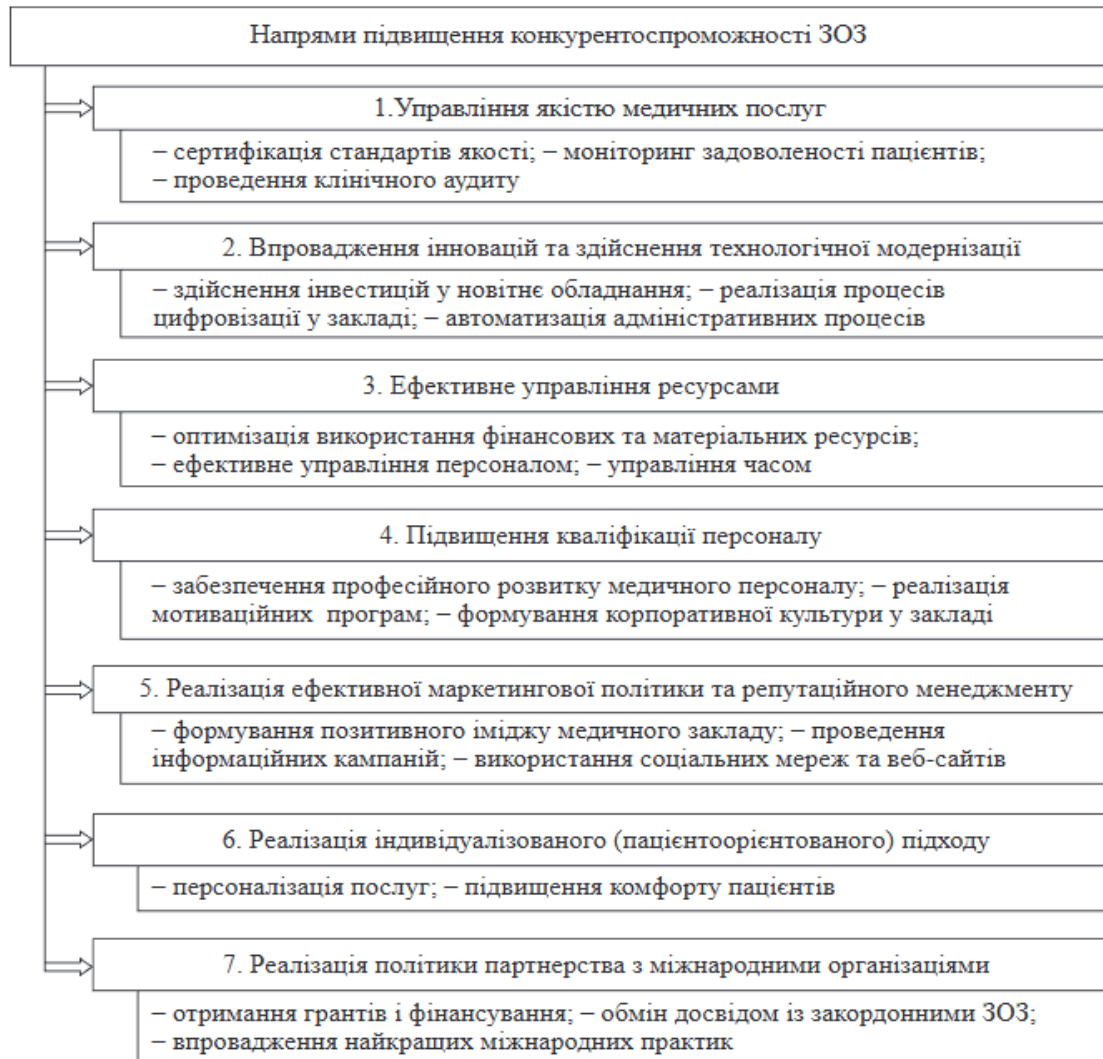 Напрями підвищення конкурентоспроможності ЗОЗ
1.Управління якістю медичних послуг
– сертифікація стандартів якості; – моніторинг задоволеності пацієнтів;
– проведення клінічного аудиту
2. Впровадження інновацій та здійснення технологічної модернізації
– здійснення інвестицій у новітнє обладнання; – реалізація процесів
цифровізації у закладі; – автоматизація адміністративних процесів
3. Ефективне управління ресурсами
– оптимізація використання фінансових та матеріальних ресурсів;
– ефективне управління персоналом; – управління часом
4. Підвищення кваліфікації персоналу
– забезпечення професійного розвитку медичного персоналу; – реалізація
мотиваційних програм; – формування корпоративної культури у закладі
5. Реалізація ефективної маркетингової політики та репутаційного менеджменту
– формування позитивного іміджу медичного закладу; – проведення
інформаційних кампаній; – використання соціальних мереж та веб-сайтів
6. Реалізація індивідуалізованого (пацієнтоорієнтованого) підходу
– персоналізація послуг; – підвищення комфорту пацієнтів
7. Реалізація політики партнерства з міжнародними організаціями
– отримання грантів і фінансування; – обмін досвідом із закордонними ЗОЗ;
– впровадження найкращих міжнародних практик